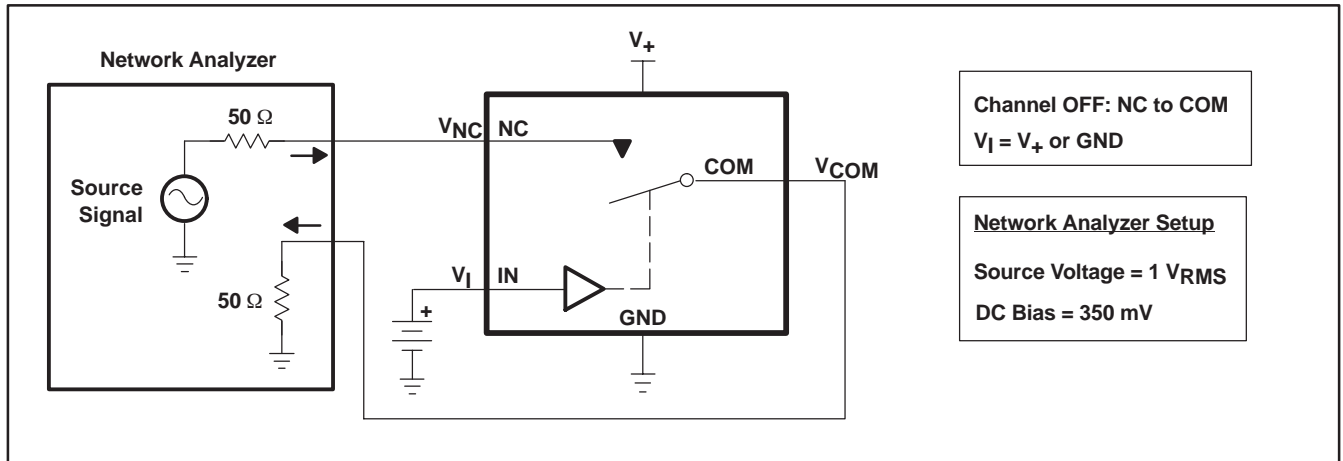 V+
Network Analyzer
50 Ω
Source
Signal
50 Ω
VNC NC
COM
VCOM
VI IN
+
GND
Channel OFF: NC to COM
VI = V+ or GND
Network Analyzer Setup
Source Voltage = 1 VRMS
DC Bias = 350 mV